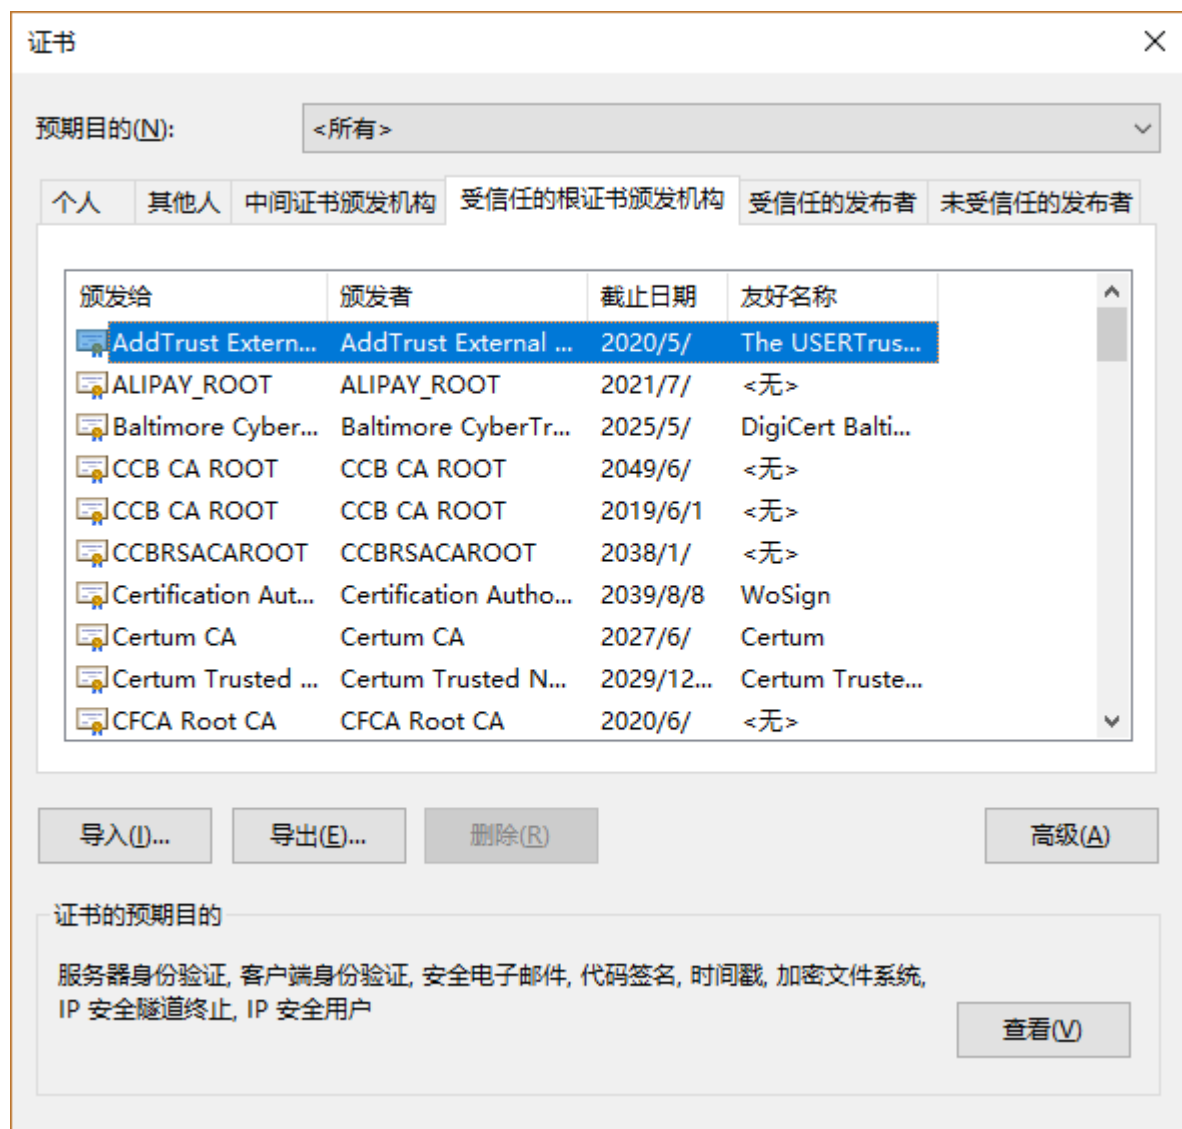 证书
预期目的(N): <所有>
个人 其他人 中间证书颁发机构 受信任的根证书颁发机构 受信任的发布者 未受信任的发布者
颁发给 颁发者 截止日期 友好名称
AddTrust Extern... AddTrust External ... 2020/5/ The USERTrus...
ALIPAY_ROOT ALIPAY_ROOT 2021/7/ <无>
Baltimore Cyber... Baltimore CyberTr... 2025/5/ DigiCert Balti...
CCB CA ROOT CCB CA ROOT 2049/6/ <无>
CCB CA ROOT CCB CA ROOT 2019/6/1 <无>
CCBRSACAROOT CCBRSACAROOT 2038/1/ <无>
Certification Aut... Certification Autho... 2039/8/8 WoSign
Certum CA Certum CA 2027/6/ Certum
Certum Trusted ... Certum Trusted N... 2029/12... Certum Truste...
CFCA Root CA CFCA Root CA 2020/6/ <无>
导入(I)... 导出(E)... 删除(R) 高级(A)
证书的预期目的
服务器身份验证, 客户端身份验证, 安全电子邮件, 代码签名, 时间戳, 加密文件系统,
IP 安全隧道终止, IP 安全用户
查看(V)